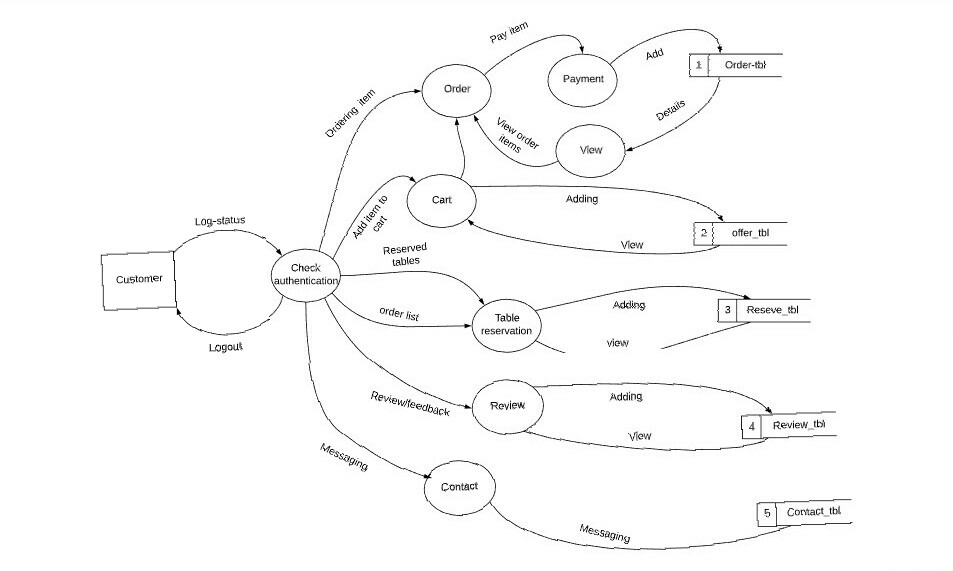 Pay item
Add
1 Order-tbl
Payment
Order
Ordering item
Details
View order
items
View
Add item to
cart
Cart
Adding
Log-status
2 offer_tbl
View
Reserved
tables
Customer
Check
authentication
order list
Table
reservation
Adding
3 Reseve_tbl
view
Logout
Review/feedback
Review
Adding
4 Review_tbl
View
Messaging
Contact
5 Contact_tbl
Messaging